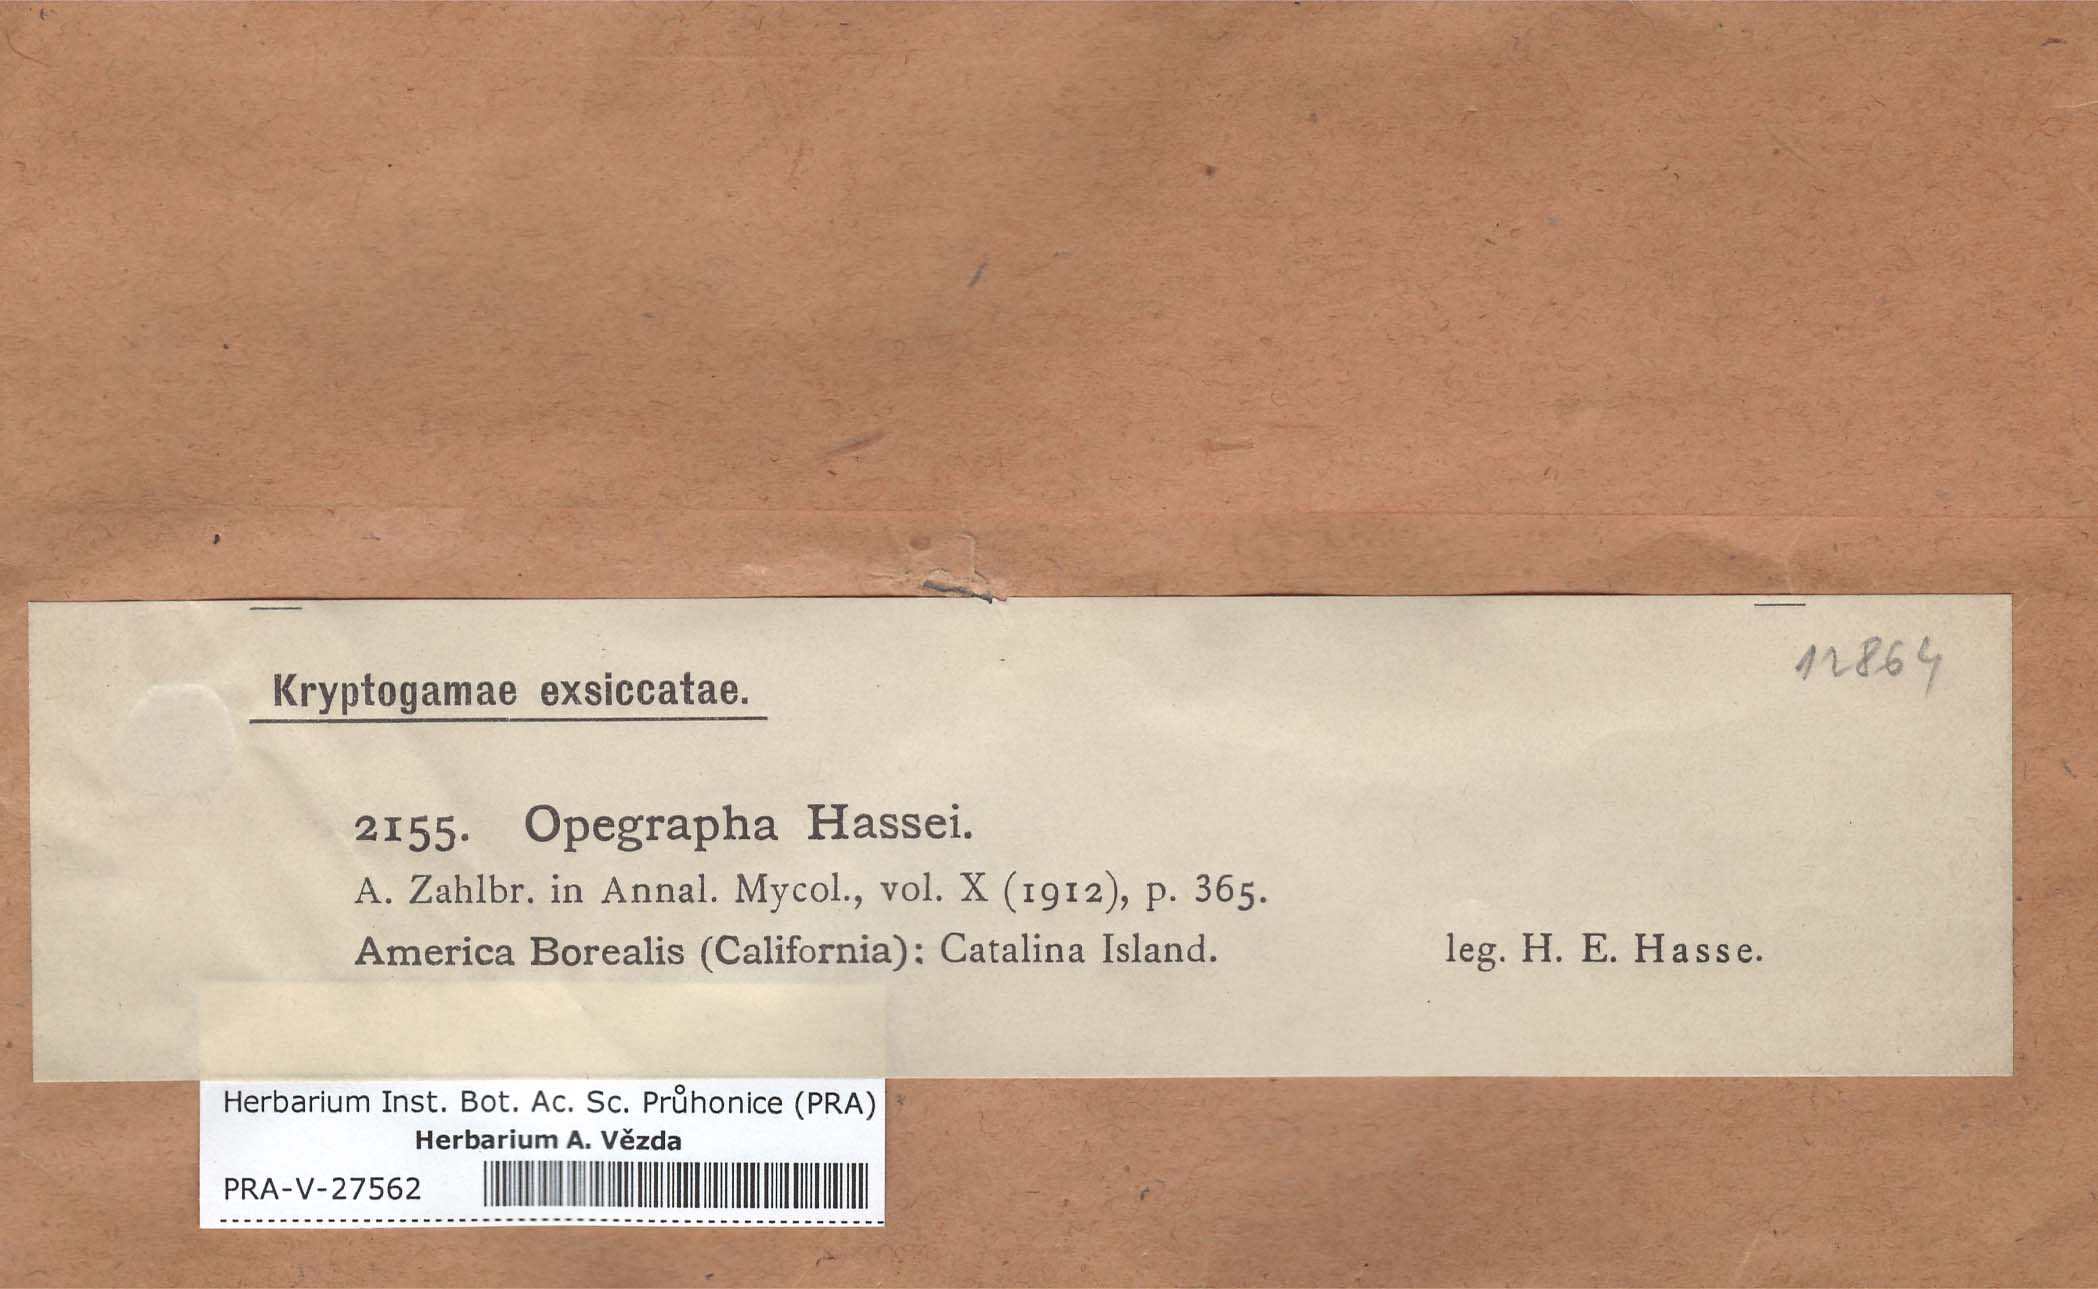 12864
Kryptogamae exsiccatae.
2155. Opegrapha Hassei.
A. Zahlbr. in Annal. Mycol., vol. X (1912), p. 365.
America Borealis (California): Catalina Island. leg. H. E. Hasse.
Herbarium Inst. Bot. Ac. Sc. Průhonice (PRA)
Herbarium A. Vězda
PRA-V-27562